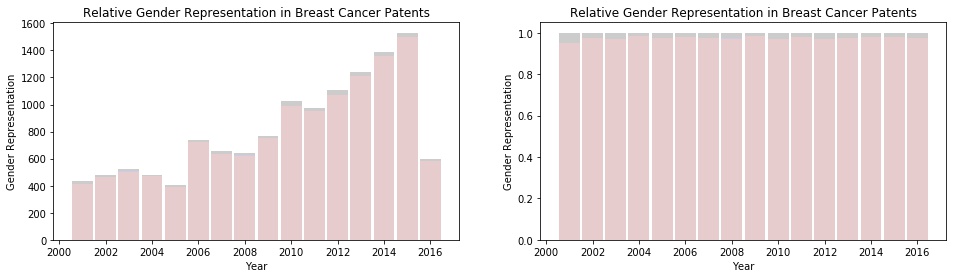 Relative Gender Representation in Breast Cancer Patents
Gender Representation
1600
1400
1200
1000
800
600
400
200
0
2000 2002 2004 2006 2008 2010 2012 2014 2016
Year
Relative Gender Representation in Breast Cancer Patents
Gender Representation
1.0
0.8
0.6
0.4
0.2
0.0
2000 2002 2004 2006 2008 2010 2012 2014 2016
Year